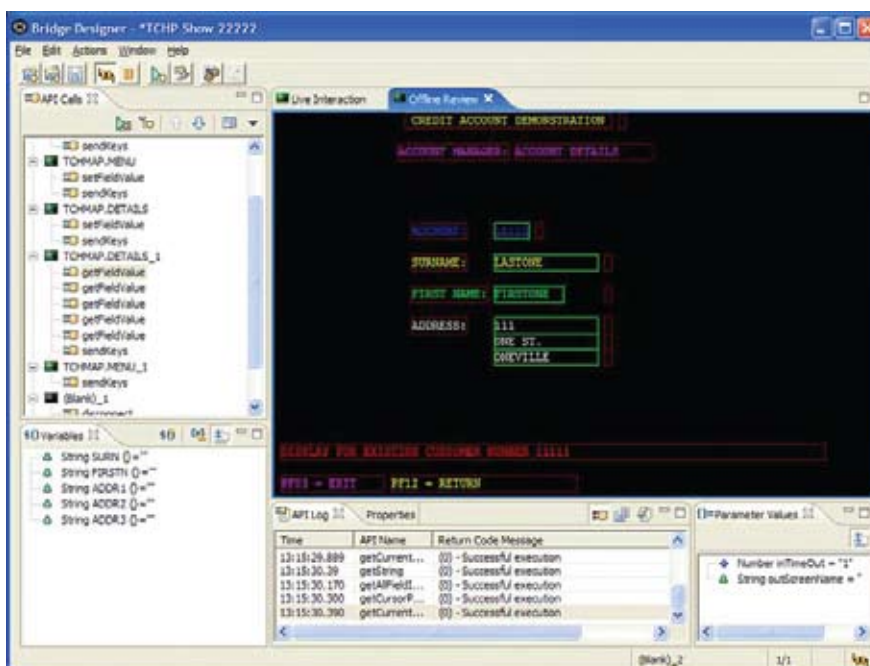 Bridge Designer - *TCHP Show 22222
File Edit Actions Window Help
API Calls
sendKeys
TCHMAP.MENU
setFieldValue
sendKeys
TCHMAP.DETAILS
setFieldValue
sendKeys
TCHMAP.DETAILS_1
getFieldValue
getFieldValue
getFieldValue
getFieldValue
getFieldValue
sendKeys
TCHMAP.MENU_1
sendKeys
(Blank)_1
disconnect
Variables
String SURN ()=""
String FIRSTN ()=""
String ADDR1 ()=""
String ADDR2 ()=""
String ADDR3 ()=""
Live Interaction Offline Review
CREDIT ACCOUNT DEMONSTRATION
ACCOUNT MANAGER: ACCOUNT DETAILS
ACCOUNT: 11111
SURNAME: LASTONE
FIRST NAME: FIRSTONE
ADDRESS: 111
ONE ST.
ONEVILLE
DISPLAY FOR EXISTING CUSTOMER NUMBER 11111
= EXIT PF12 = RETURN
API Log Properties
Time API Name Return Code Message
13:15:29.889 getCurrent... (0) - Successful execution
13:15:30.39 getString (0) - Successful execution
13:15:30.170 getAllFieldI... (0) - Successful execution
13:15:30.300 getCursorP... (0) - Successful execution
13:15:30.390 getCurrent... (0) - Successful execution
Parameter Values
Number inTimeOut = "1"
String outScreenName = "
(Blank)_2 1/1